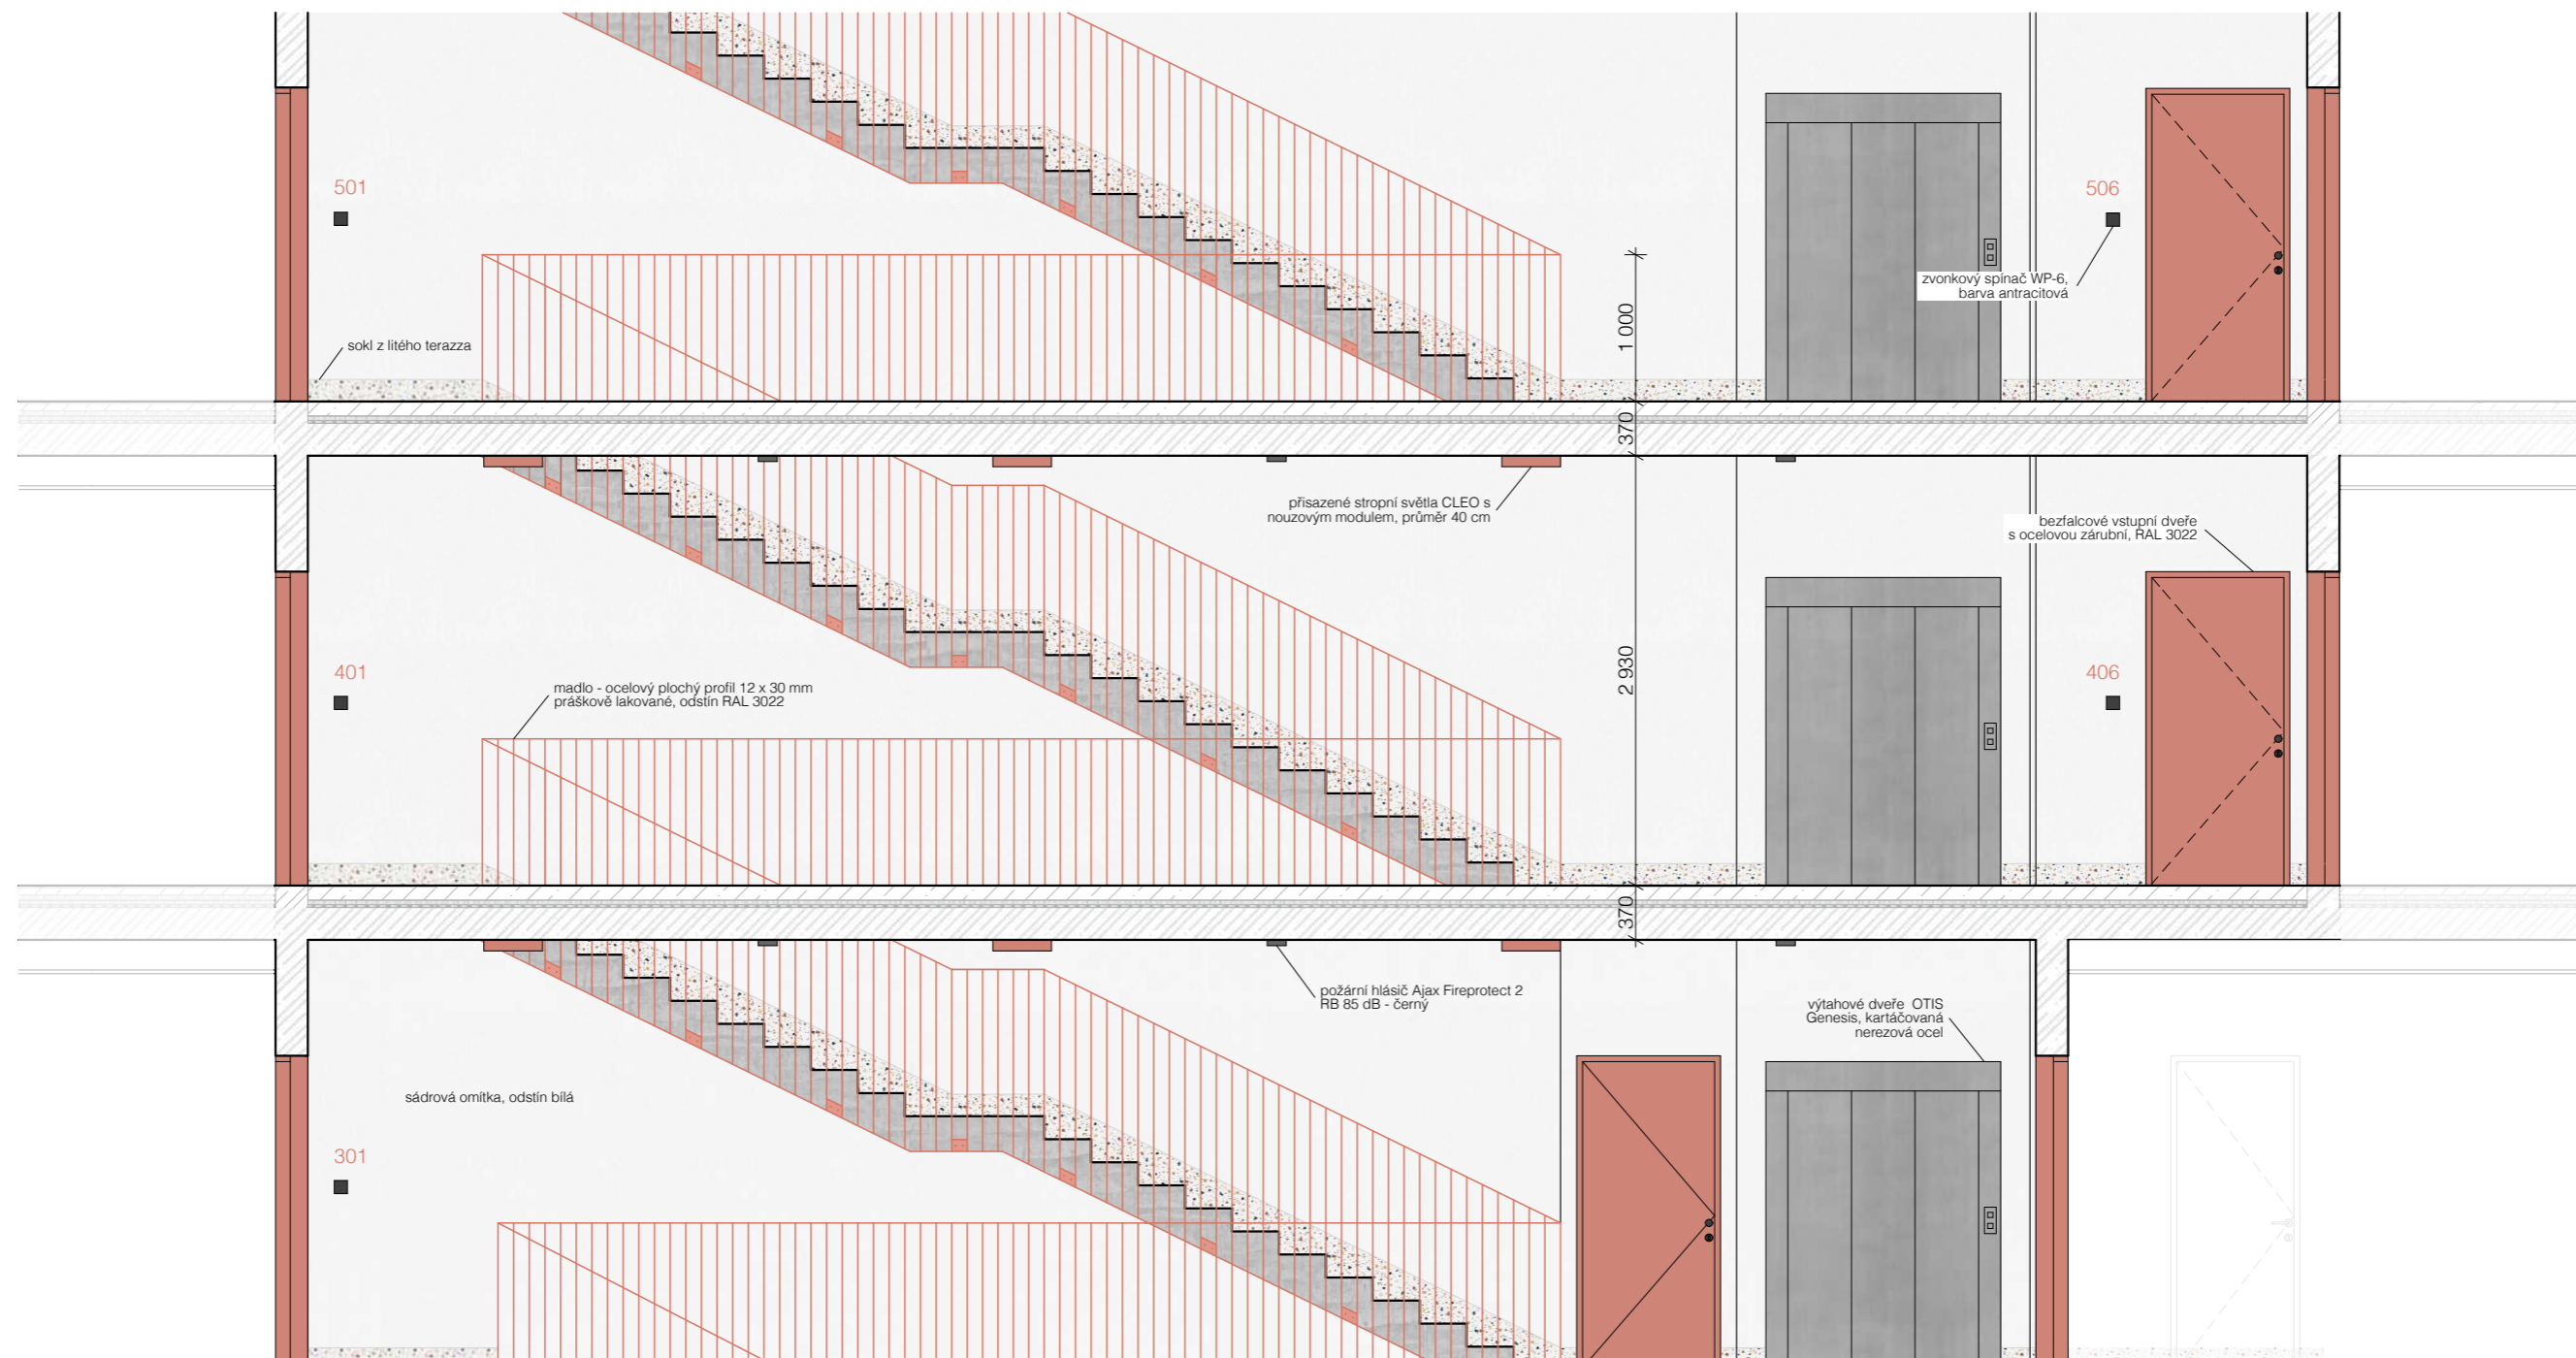 501
506
zvonkový spínač WP-6,
barva antracitová
1 000
sokl z litého terazza
370
přisazené stropní světla CLEO s
nouzovým modulem, průměr 40 cm
bezfalcové vstupní dveře
s ocelovou zárubní, RAL 3022
401
406
2 930
madlo - ocelový plochý profil 12 x 30 mm
práškově lakované, odstín RAL 3022
370
požární hlásič Ajax Fireprotect 2
RB 85 dB - černý
výtahové dveře OTIS
Genesis, kartáčovaná
nerezová ocel
sádrová omítka, odstín bílá
301